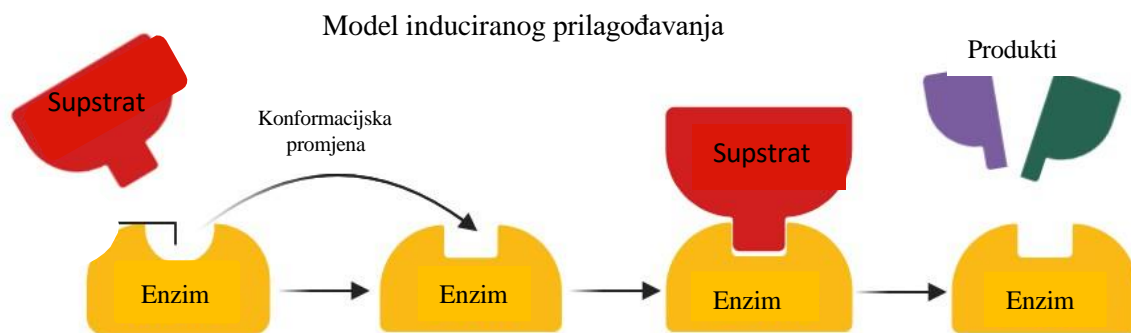 Model induciranog prilagođavanja
Produkti
Supstrat
Konformacijska
promjena
Supstrat
Enzim
Enzim
Enzim
Enzim